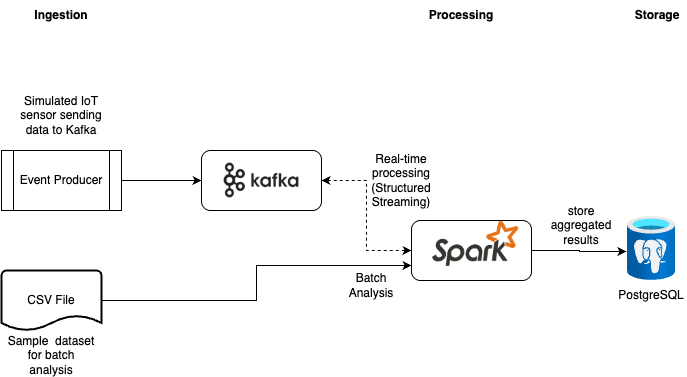 Ingestion
Processing
Storage
Simulated IoT
sensor sending
data to Kafka
Event Producer
kafka
Real-time
processing
(Structured
Streaming)
Spark
store
aggregated
results
PostgreSQL
CSV File
Batch
Analysis
Sample dataset
for batch
analysis